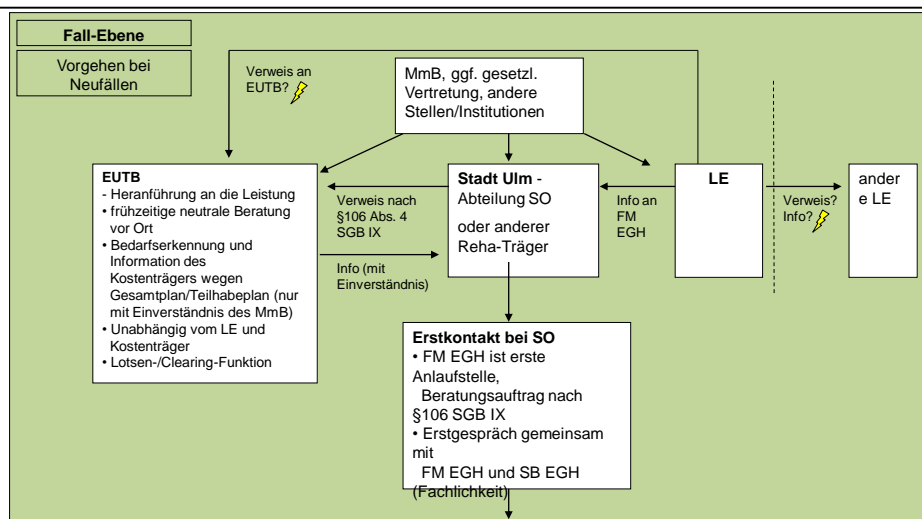 Fall-Ebene
Vorgehen bei
Neufällen
Verweis an
EUTB?
MmB, ggf. gesetzl.
Vertretung, andere
Stellen/Institutionen
EUTB
- Heranführung an die Leistung
• frühzeitige neutrale Beratung
vor Ort
• Bedarfserkennung und
Information des
Kostenträgers wegen
Gesamtplan/Teilhabeplan (nur
mit Einverständnis des MmB)
• Unabhängig vom LE und
Kostenträger
• Lotsen-/Clearing-Funktion
Verweis nach
§106 Abs. 4
SGB IX
Info (mit
Einverständnis)
Stadt Ulm -
Abteilung SO
oder anderer
Reha-Träger
Info an
FM
EGH
LE
Verweis?
Info?
ander
e LE
Erstkontakt bei SO
• FM EGH ist erste
Anlaufstelle,
Beratungsauftrag nach
§106 SGB IX
• Erstgespräch gemeinsam
mit
FM EGH und SB EGH
(Fachlichkeit)